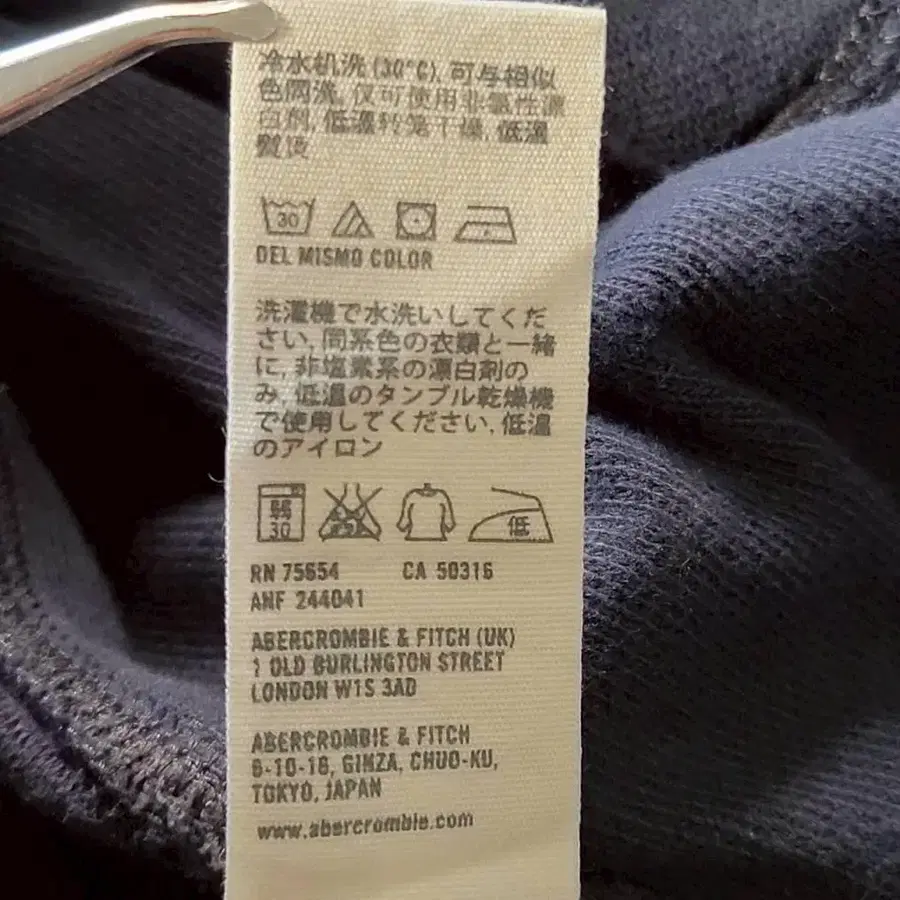 冷水机洗 (30°C), 可与相似
色同洗, 仅可使用非氯性漂
白剂, 低温转笼干燥, 低温
熨烫
30
DEL MISMO COLOR
洗濯機で水洗いしてくだ
さい, 同系色の衣類と一緒
に, 非塩素系の漂白剤の
み, 低温のタンブル乾燥機
で使用してください, 低温
のアイロン
弱 30 低
RN 75654 CA 50316
ANF 244041
ABERCROMBIE & FITCH (UK)
1 OLD BURLINGTON STREET
LONDON W1S 3AD
ABERCROMBIE & FITCH
6-10-16, GINZA, CHUO-KU,
TOKYO, JAPAN
www.abercrombie.com